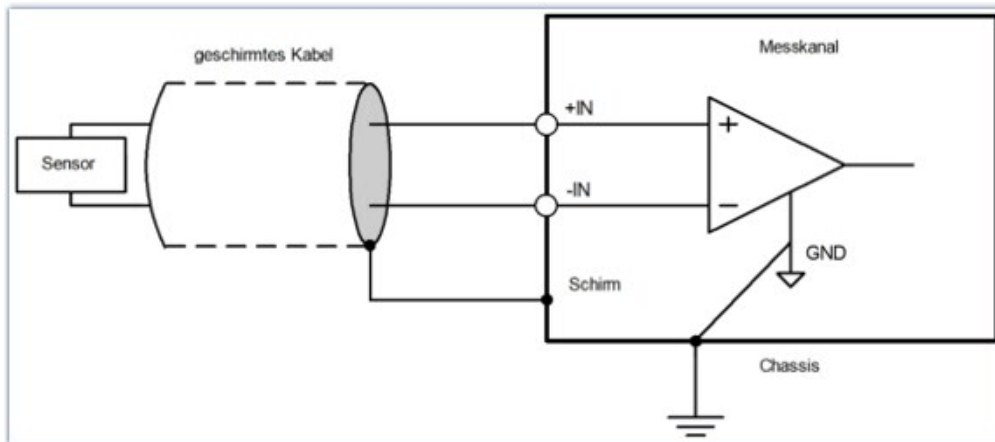 Messkanal
geschirmtes Kabel
+IN
+
Sensor
-IN
−
GND
Schirm
Chassis